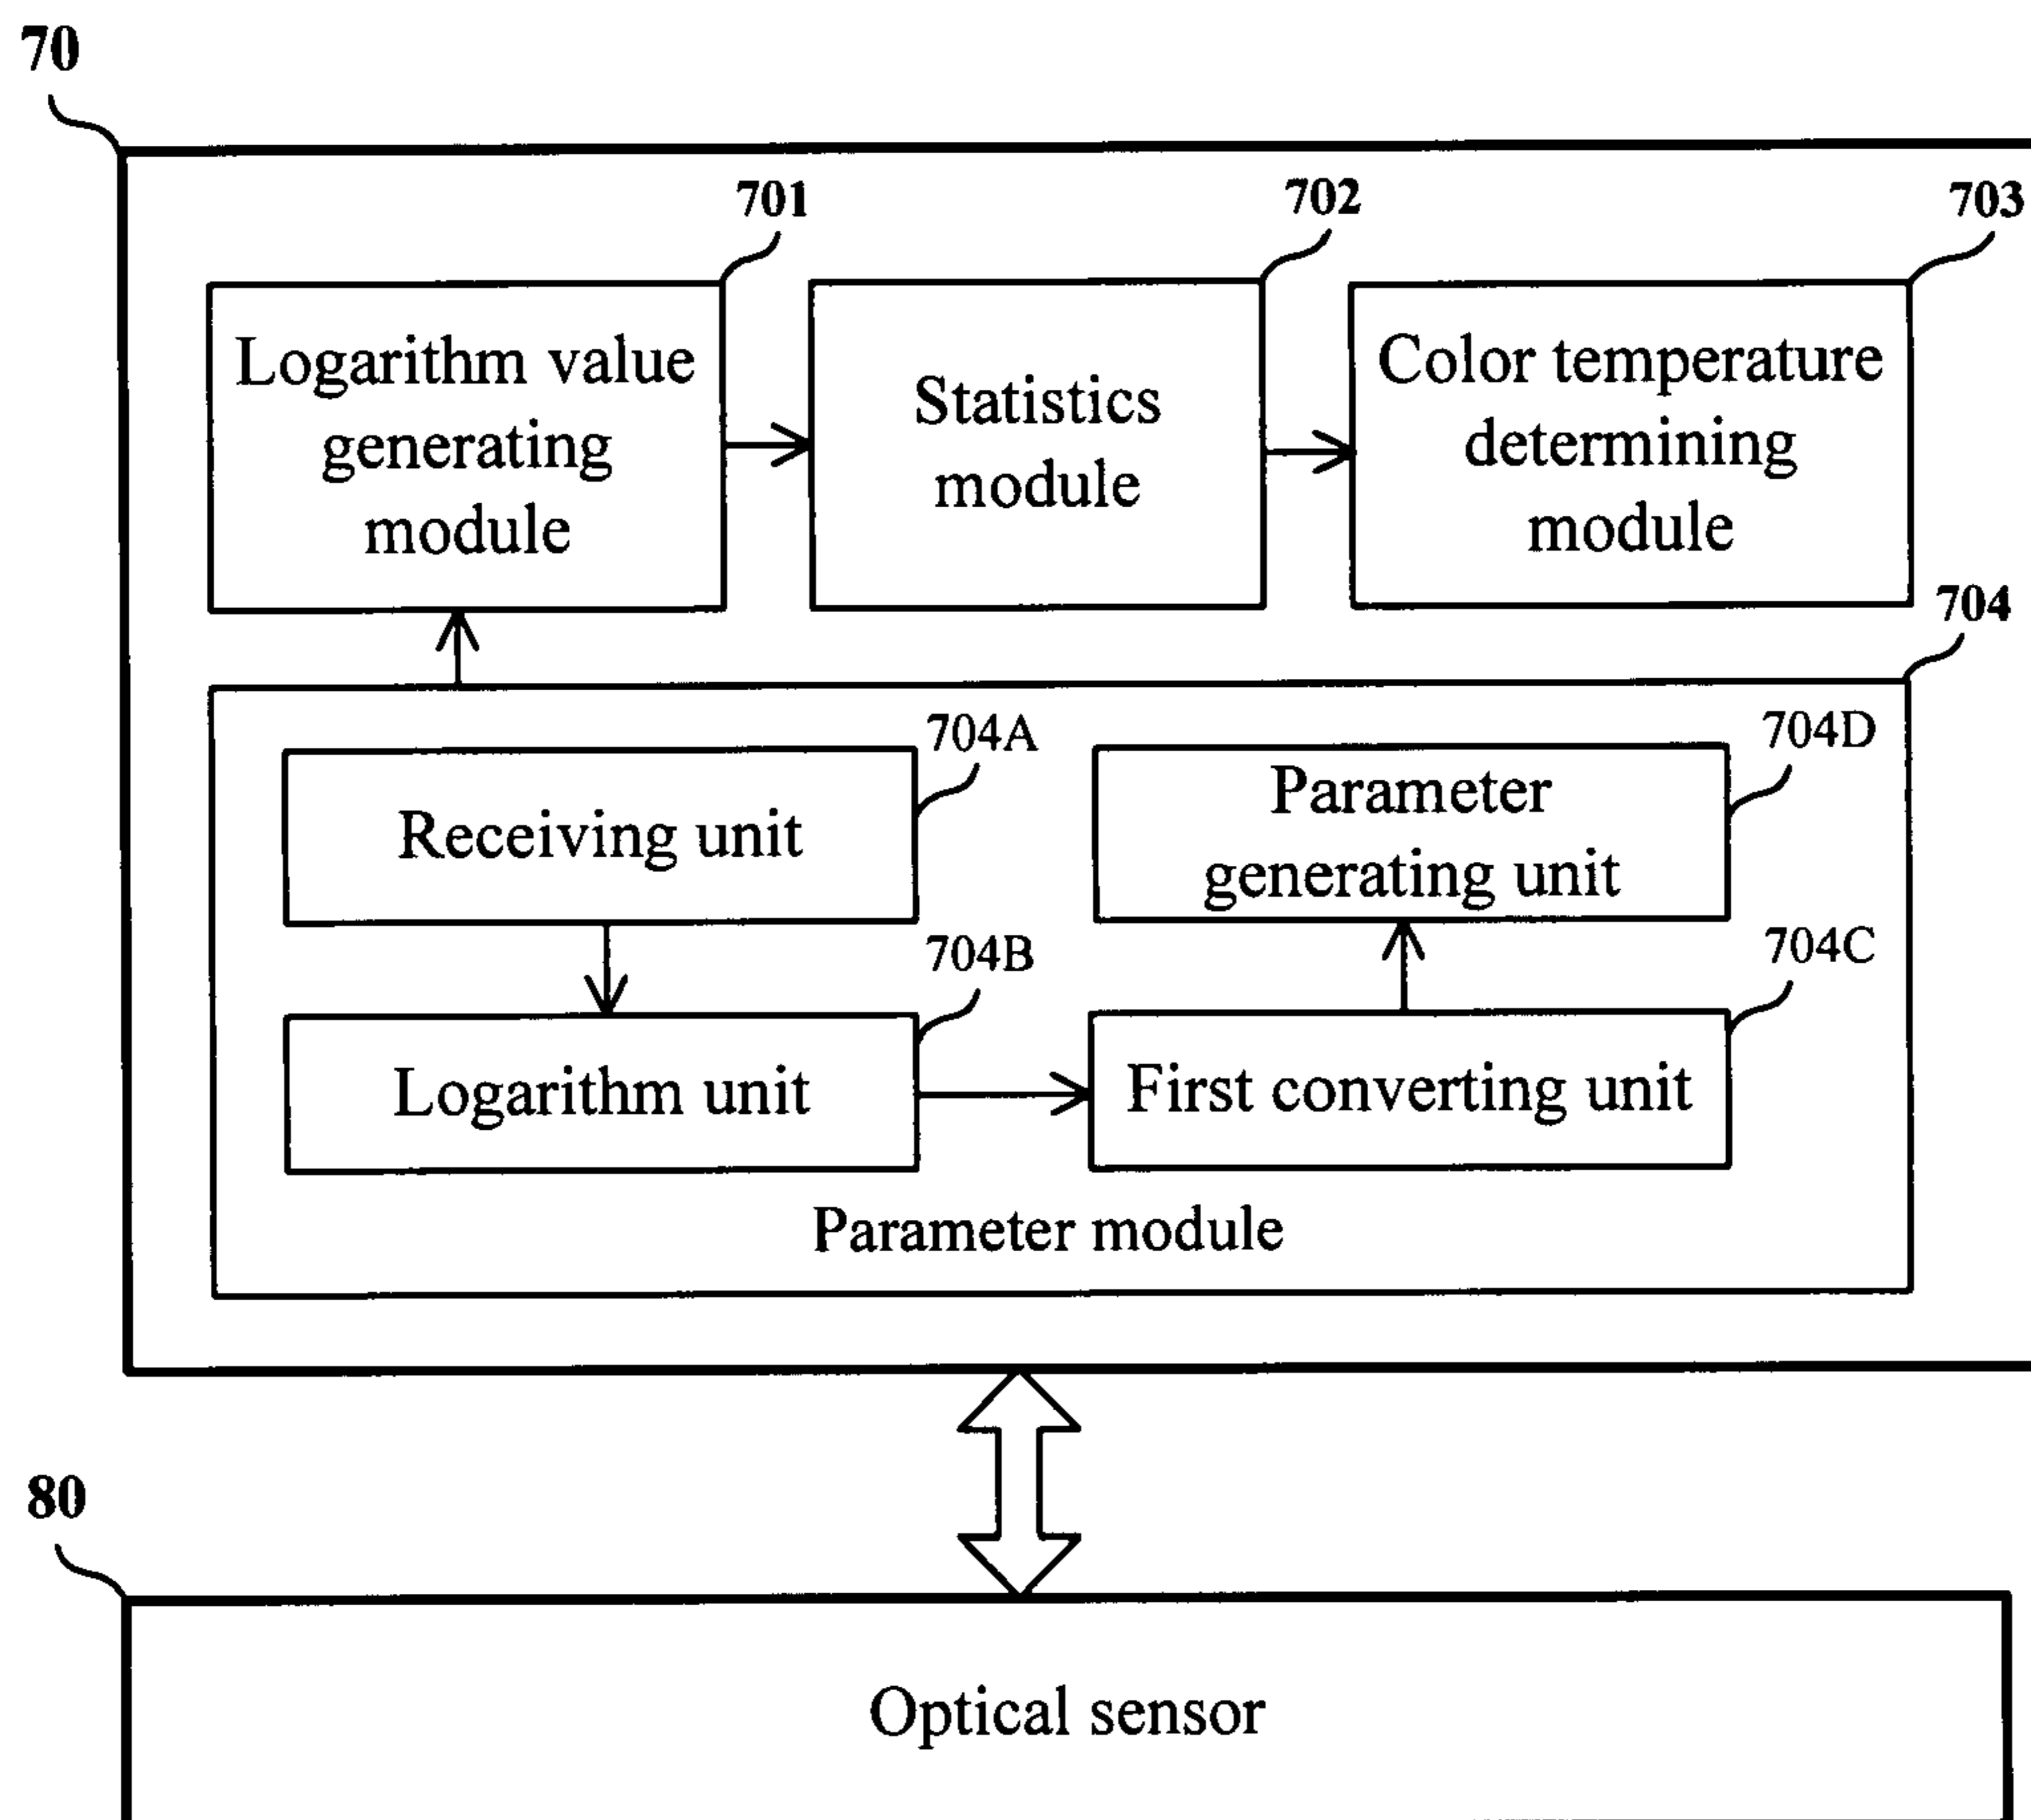 70
701
702
703
Logarithm value
generating
module
Statistics
module
Color temperature
determining
module
704
704A
704D
Receiving unit
Parameter
generating unit
704B
704C
Logarithm unit
First converting unit
Parameter module
80
Optical sensor